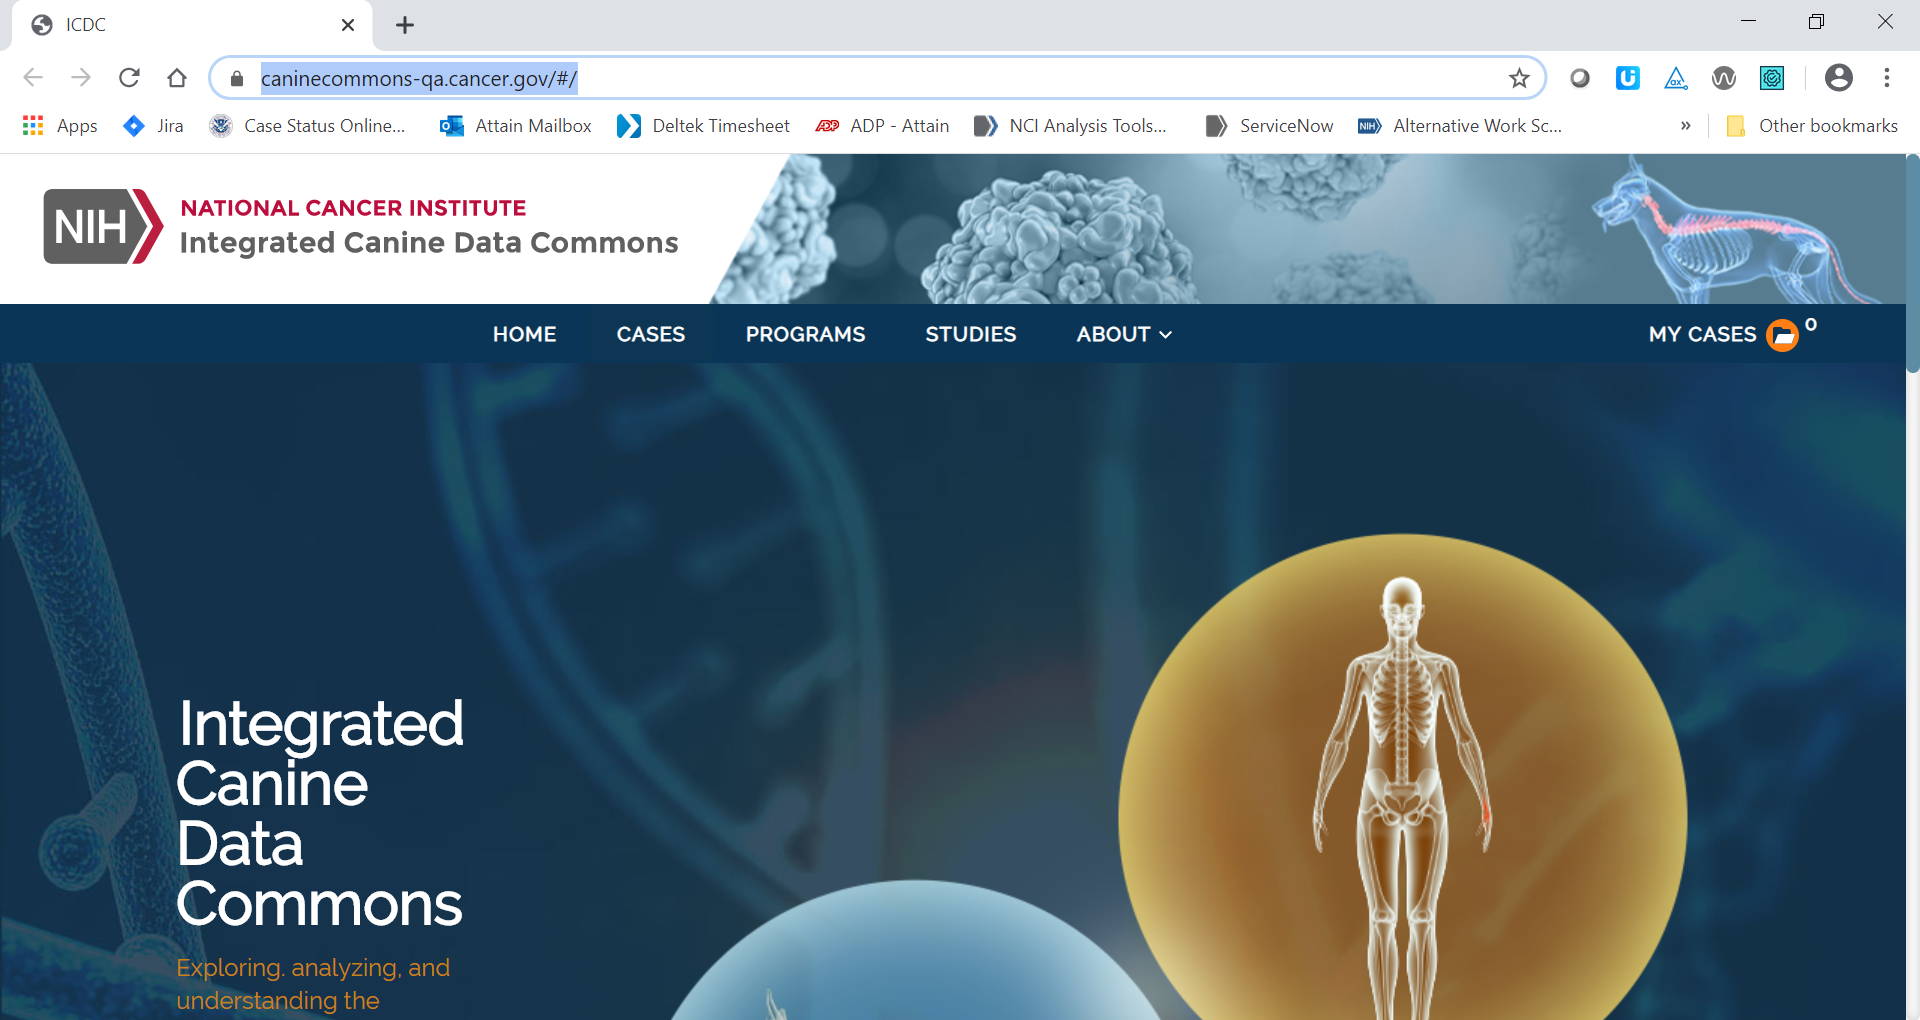 ICDC
caninecommons-qa.cancer.gov/#/
Apps
Jira
Case Status Online...
Attain Mailbox
Deltek Timesheet
ADP - Attain
NCI Analysis Tools...
ServiceNow
NIH
Alternative Work Sc...
»
Other bookmarks
NIH
NATIONAL CANCER INSTITUTE
Integrated Canine Data Commons
HOME
CASES
PROGRAMS
STUDIES
ABOUT
MY CASES
0
Integrated
Canine
Data
Commons
Exploring. analyzing, and
understanding the